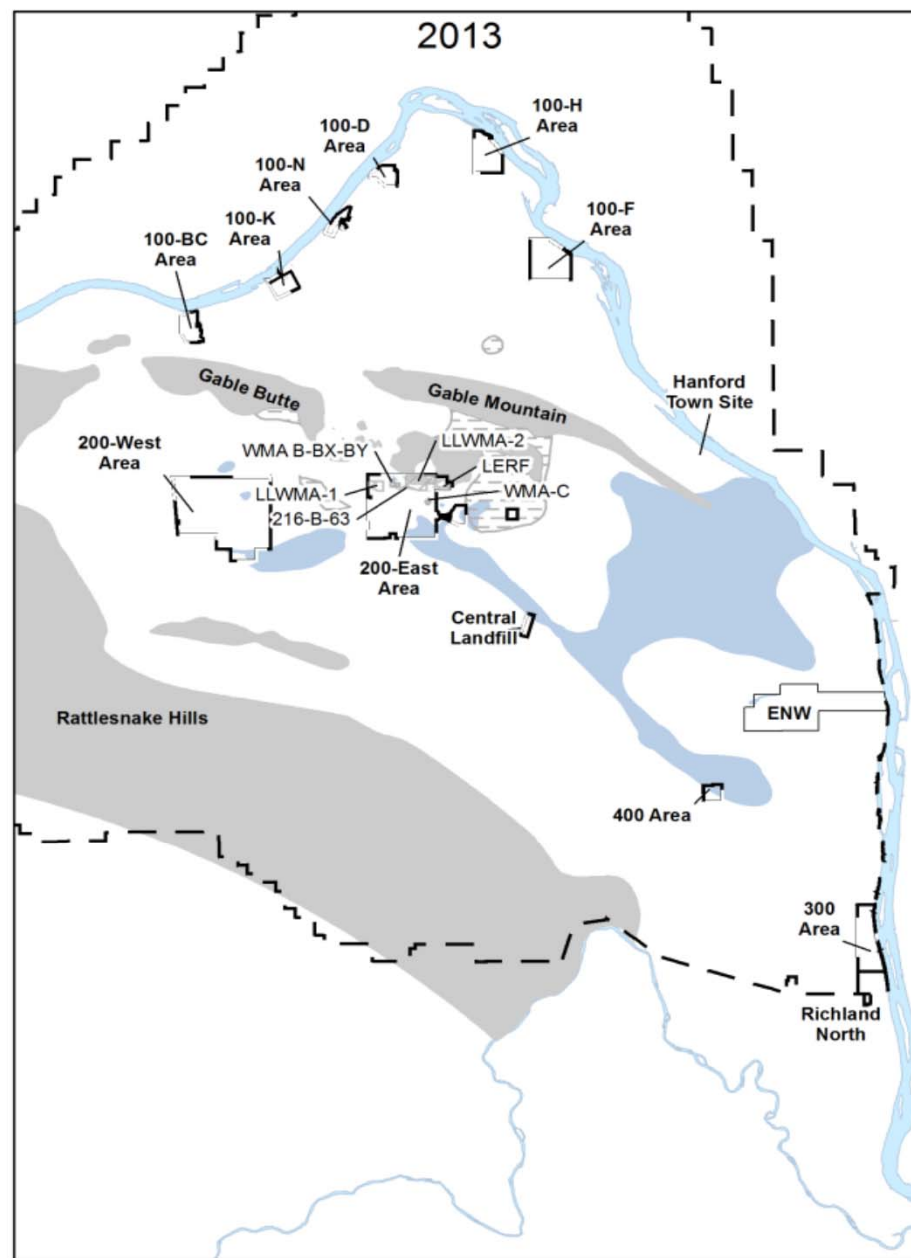 2013
100-H
Area
100-D
Area
100-N
Area
100-F
Area
100-K
Area
100-BC
Area
Gable Butte
Gable Mountain
Hanford
Town Site
200-West
Area
WMA B-BX-BY
LLWMA-2
LERF
LLWMA-1
WMA-C
216-B-63
200-East
Area
Central
Landfill
Rattlesnake Hills
ENW
400 Area
300
Area
Richland
North